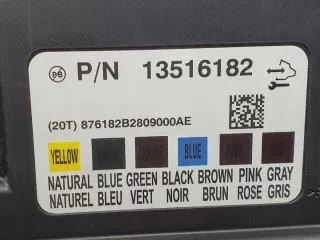 P/N 13516182
(20T) 876182B2809000AE
YELLOW BLUE
NATURAL BLUE GREEN BLACK BROWN PINK GRAY
NATUREL BLEU VERT NOIR BRUN ROSE GRIS